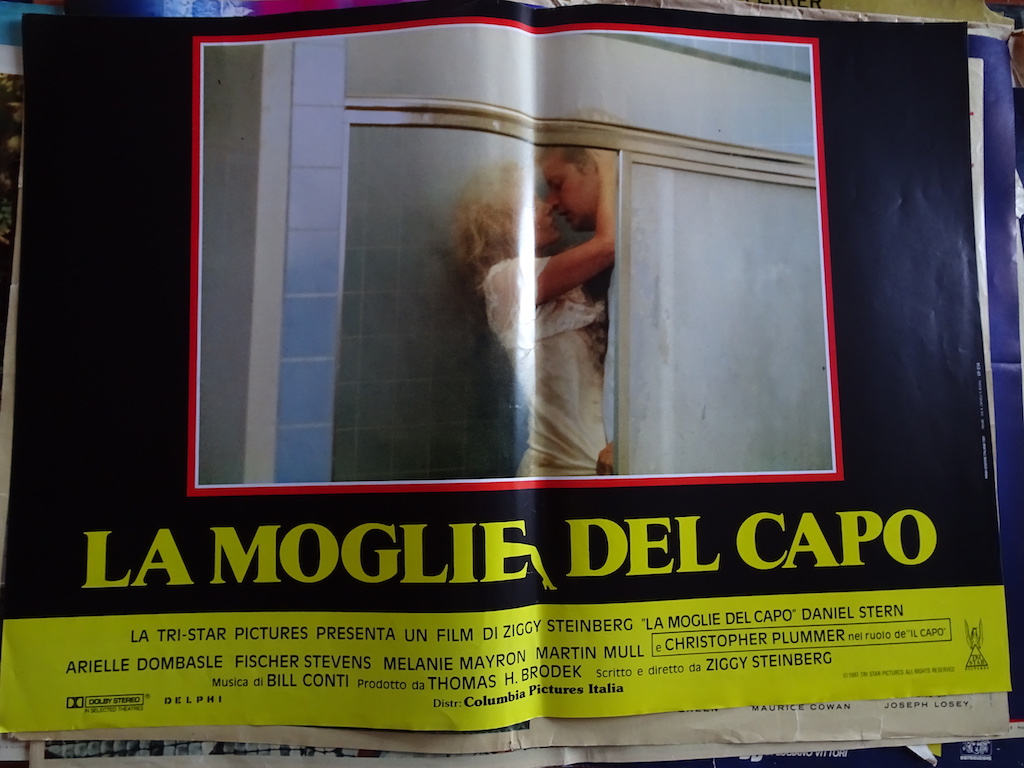 LA MOGLIE DEL CAPO
LA TRI-STAR PICTURES PRESENTA UN FILM DI ZIGGY STEINBERG "LA MOGLIE DEL CAPO" DANIEL STERN
ARIELLE DOMBASLE FISCHER STEVENS MELANIE MAYRON MARTIN MULL e CHRISTOPHER PLUMMER nel ruolo de "IL CAPO"
Musica di BILL CONTI Prodotto da THOMAS H. BRODEK Scritto e diretto da ZIGGY STEINBERG
DOLBY STEREO ®
IN SELECTED THEATRES
DELPHI
Distr: Columbia Pictures Italia
TRI STAR PICTURES ALL RIGHTS RESERVED
TRI STAR
MAURICE COWAN JOSEPH LOSEY
VITTORI